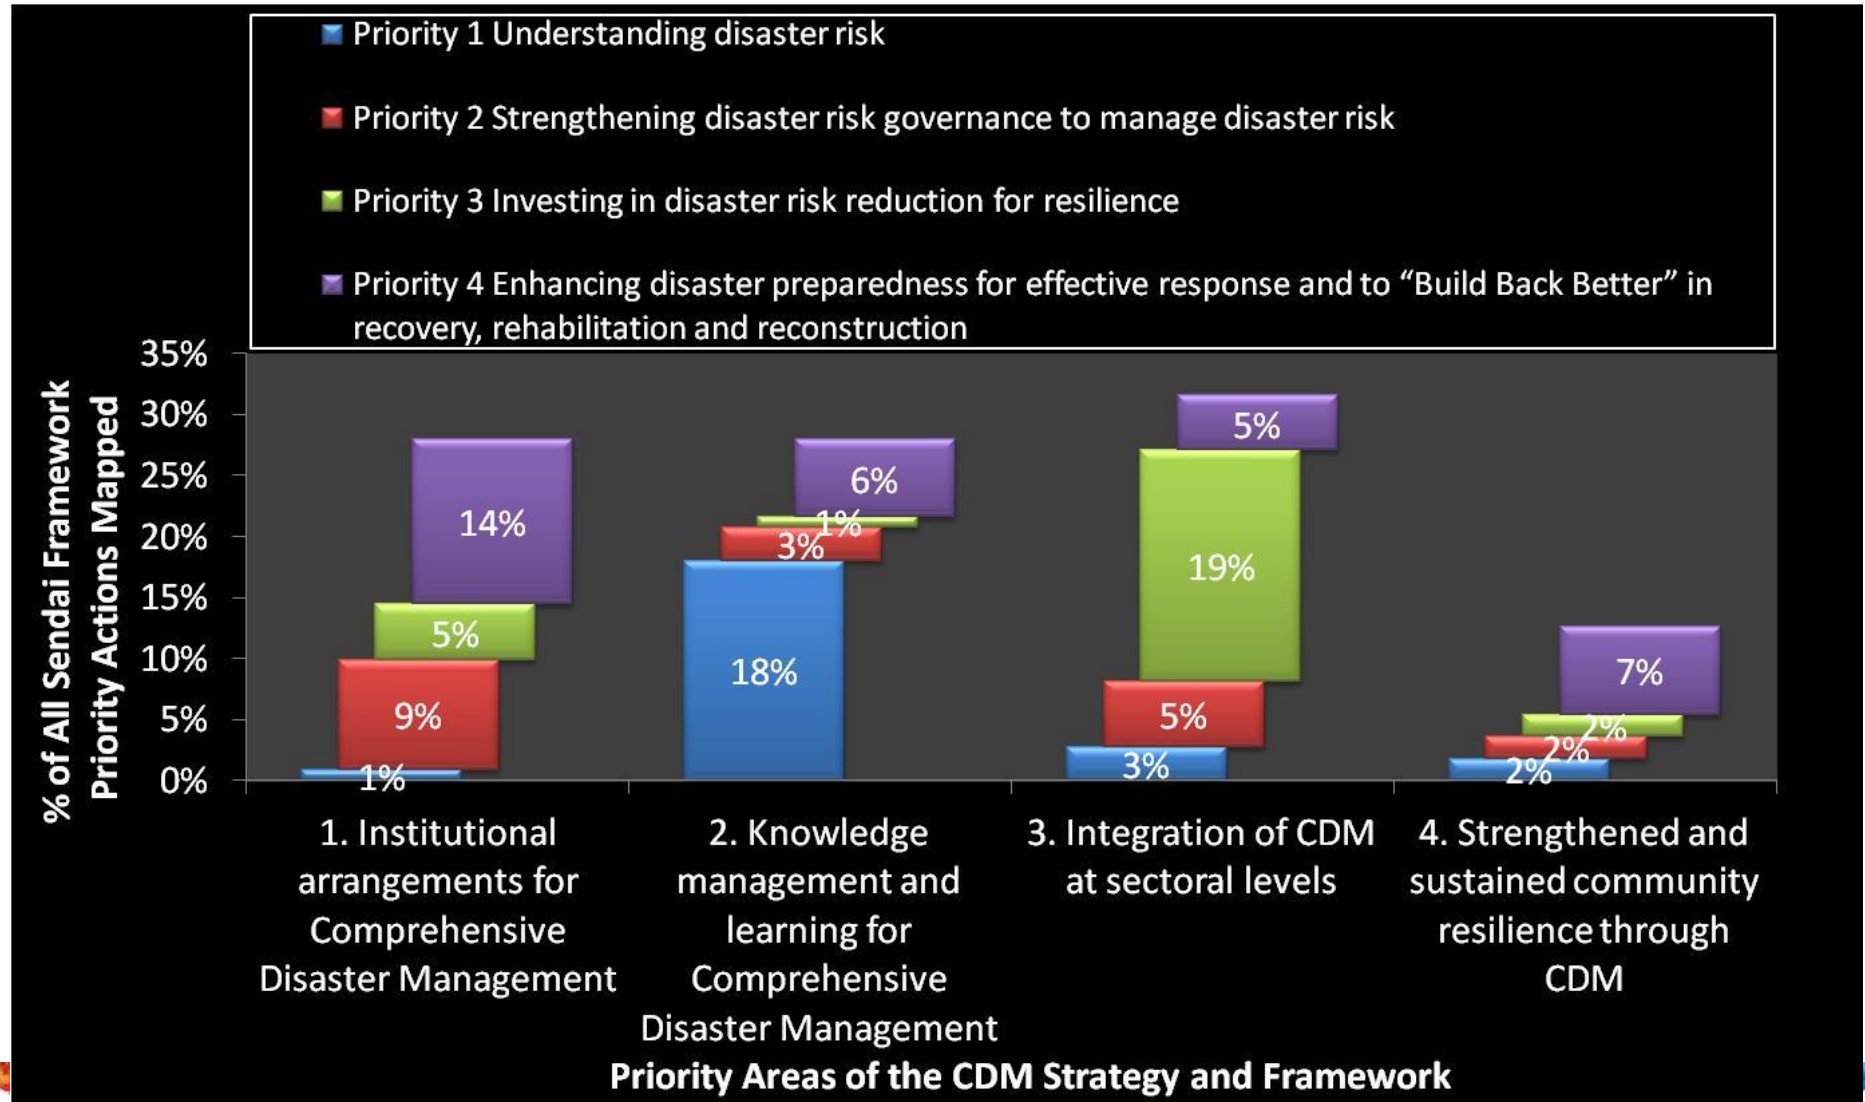 Priority 1 Understanding disaster risk
Priority 2 Strengthening disaster risk governance to manage disaster risk
Priority 3 Investing in disaster risk reduction for resilience
Priority 4 Enhancing disaster preparedness for effective response and to “Build Back Better” in
recovery, rehabilitation and reconstruction
% of All Sendai Framework
Priority Actions Mapped
35%
30%
25%
20%
15%
10%
5%
0%
14%
5%
9%
1%
6%
1%
3%
18%
5%
19%
5%
3%
7%
2%
2%
2%
1. Institutional
arrangements for
Comprehensive
Disaster Management
2. Knowledge
management and
learning for
Comprehensive
Disaster Management
3. Integration of CDM
at sectoral levels
4. Strengthened and
sustained community
resilience through
CDM
Priority Areas of the CDM Strategy and Framework